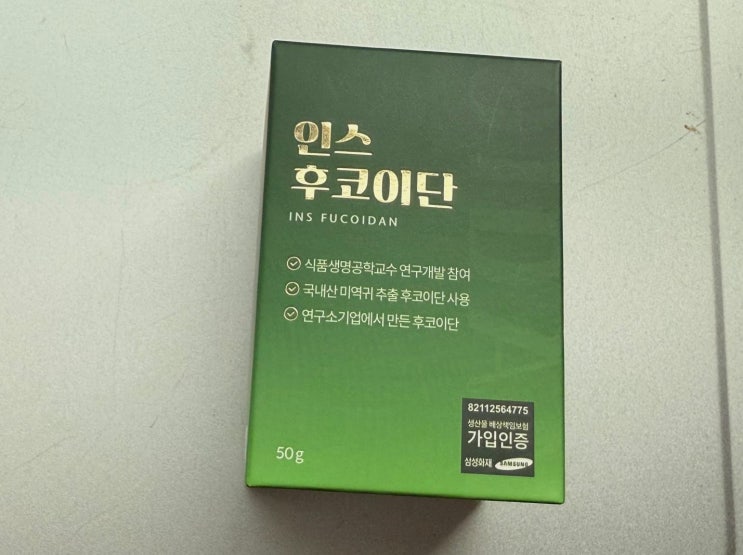 인스
후코이단
INS FUCOIDAN
식품생명공학교수 연구개발 참여
국내산 미역귀 추출 후코이단 사용
연구소기업에서 만든 후코이단
50g
82112564775
생산물 배상책임보험
가입인증
삼성화재 SAMSUNG